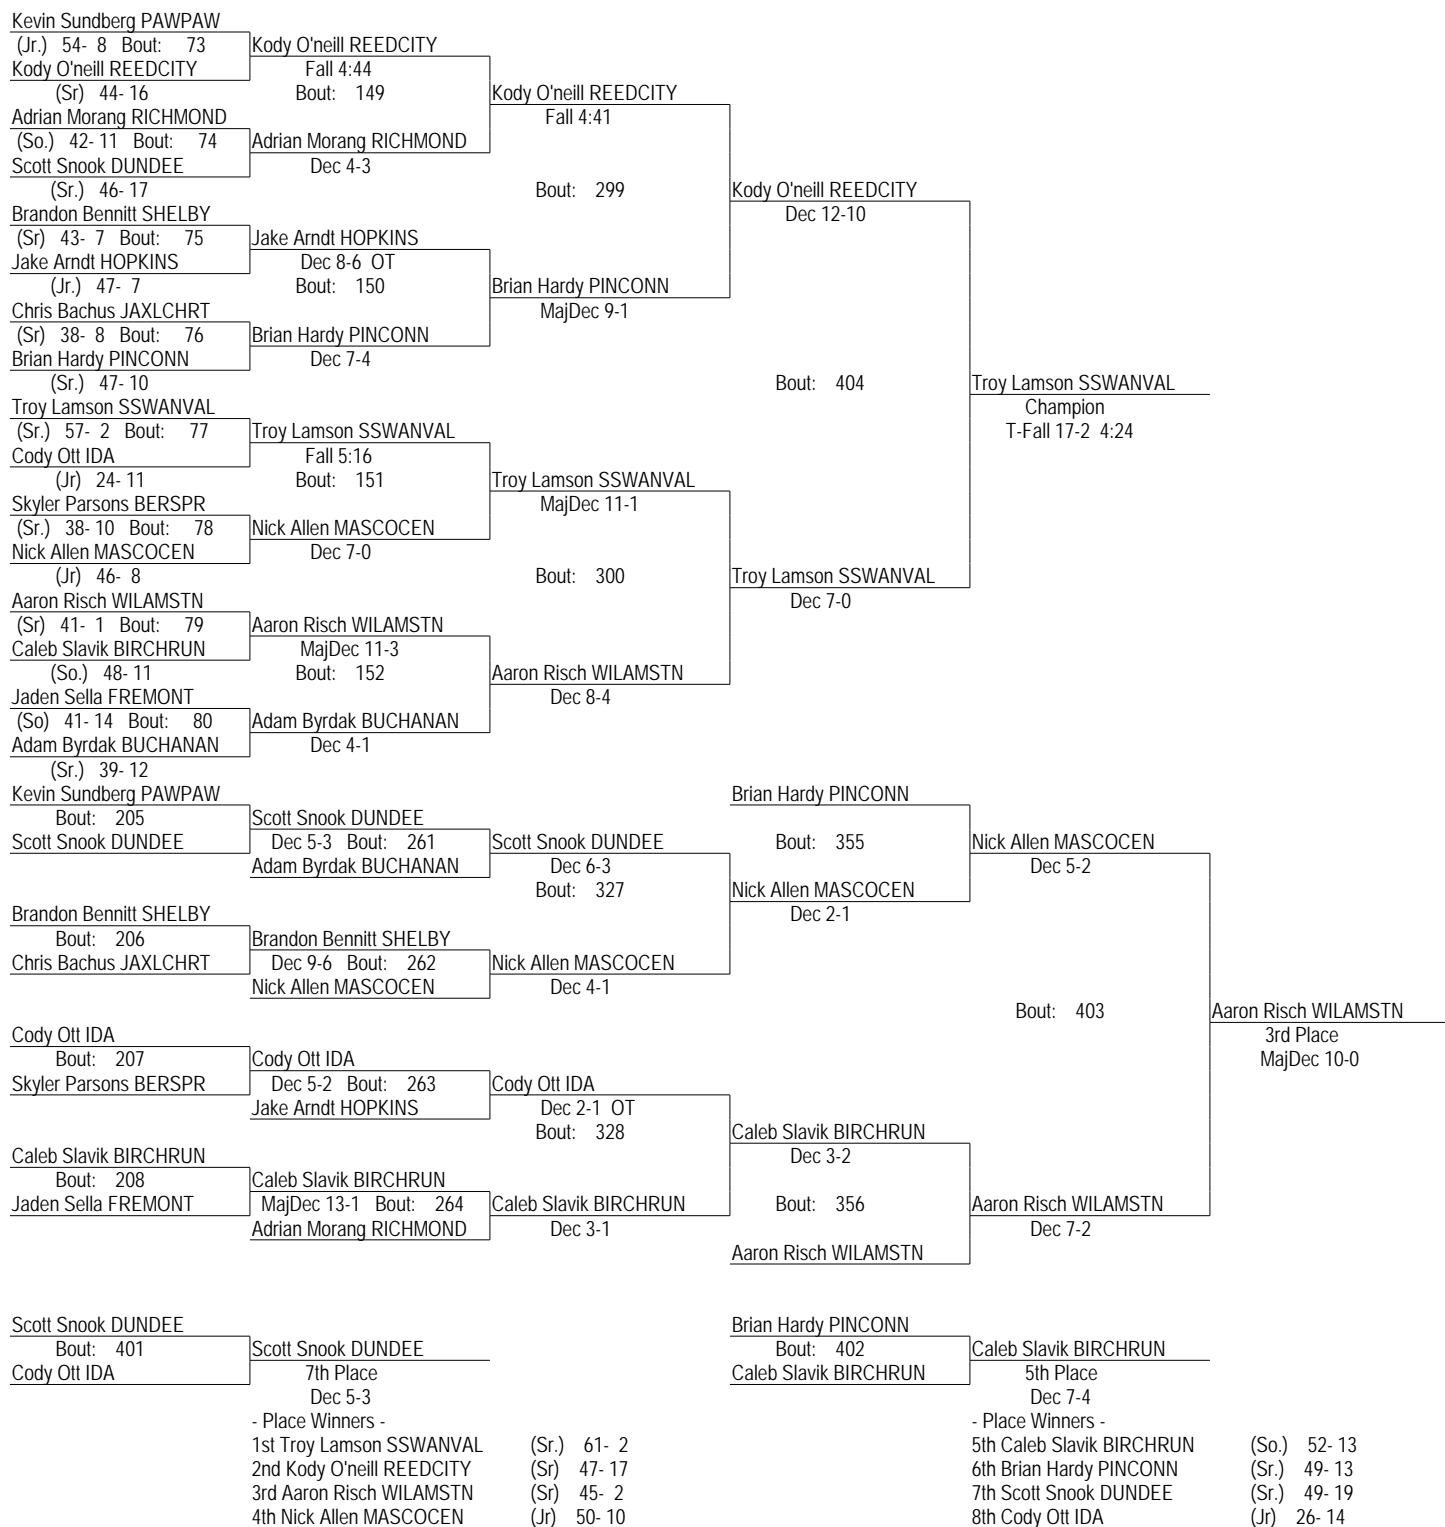 Kevin Sundberg PAWPAW
(Jr.) 54- 8 Bout: 73 Kody O'neill REEDCITY
Kody O'neill REEDCITY Fall 4:44
(Sr) 44- 16 Bout: 149 Kody O'neill REEDCITY
Adrian Morang RICHMOND Fall 4:41
(So.) 42- 11 Bout: 74 Adrian Morang RICHMOND
Scott Snook DUNDEE Dec 4-3
(Sr.) 46- 17 Bout: 299 Kody O'neill REEDCITY
Brandon Bennitt SHELBY Dec 12-10
(Sr) 43- 7 Bout: 75 Jake Arndt HOPKINS
Jake Arndt HOPKINS Dec 8-6 OT
(Jr.) 47- 7 Bout: 150 Brian Hardy PINCONN
Chris Bachus JAXLCHRT MajDec 9-1
(Sr) 38- 8 Bout: 76 Brian Hardy PINCONN
Brian Hardy PINCONN Dec 7-4
(Sr.) 47- 10 Bout: 404 Troy Lamson SSWANVAL
Troy Lamson SSWANVAL Champion
(Sr.) 57- 2 Bout: 77 Troy Lamson SSWANVAL T-Fall 17-2 4:24
Cody Ott IDA Fall 5:16
(Jr) 24- 11 Bout: 151 Troy Lamson SSWANVAL
Skyler Parsons BERSPR MajDec 11-1
(Sr.) 38- 10 Bout: 78 Nick Allen MASCOCEN
Nick Allen MASCOCEN Dec 7-0
(Jr) 46- 8 Bout: 300 Troy Lamson SSWANVAL
Aaron Risch WILAMSTN Dec 7-0
(Sr) 41- 1 Bout: 79 Aaron Risch WILAMSTN
Caleb Slavik BIRCHRUN MajDec 11-3
(So.) 48- 11 Bout: 152 Aaron Risch WILAMSTN
Jaden Sella FREMONT Dec 8-4
(So) 41- 14 Bout: 80 Adam Byrdak BUCHANAN
Adam Byrdak BUCHANAN Dec 4-1
(Sr.) 39- 12
Kevin Sundberg PAWPAW Brian Hardy PINCONN
Bout: 205 Scott Snook DUNDEE
Scott Snook DUNDEE Dec 5-3 Bout: 261 Scott Snook DUNDEE Bout: 355 Nick Allen MASCOCEN
Adam Byrdak BUCHANAN Dec 6-3 Dec 5-2
Bout: 327 Nick Allen MASCOCEN
Brandon Bennitt SHELBY Dec 2-1
Bout: 206 Brandon Bennitt SHELBY
Chris Bachus JAXLCHRT Dec 9-6 Bout: 262 Nick Allen MASCOCEN
Nick Allen MASCOCEN Dec 4-1
Bout: 403 Aaron Risch WILAMSTN
Cody Ott IDA 3rd Place
Bout: 207 Cody Ott IDA MajDec 10-0
Skyler Parsons BERSPR Dec 5-2 Bout: 263 Cody Ott IDA
Jake Arndt HOPKINS Dec 2-1 OT
Bout: 328 Caleb Slavik BIRCHRUN
Caleb Slavik BIRCHRUN Dec 3-2
Bout: 208 Caleb Slavik BIRCHRUN
Jaden Sella FREMONT MajDec 13-1 Bout: 264 Caleb Slavik BIRCHRUN Bout: 356 Aaron Risch WILAMSTN
Adrian Morang RICHMOND Dec 3-1 Dec 7-2
Aaron Risch WILAMSTN
Scott Snook DUNDEE Brian Hardy PINCONN
Bout: 401 Scott Snook DUNDEE Bout: 402 Caleb Slavik BIRCHRUN
Cody Ott IDA 7th Place Caleb Slavik BIRCHRUN 5th Place
Dec 5-3 Dec 7-4
- Place Winners - - Place Winners -
1st Troy Lamson SSWANVAL (Sr.) 61- 2 5th Caleb Slavik BIRCHRUN (So.) 52- 13
2nd Kody O'neill REEDCITY (Sr) 47- 17 6th Brian Hardy PINCONN (Sr.) 49- 13
3rd Aaron Risch WILAMSTN (Sr) 45- 2 7th Scott Snook DUNDEE (Sr.) 49- 19
4th Nick Allen MASCOCEN (Jr) 50- 10 8th Cody Ott IDA (Jr) 26- 14